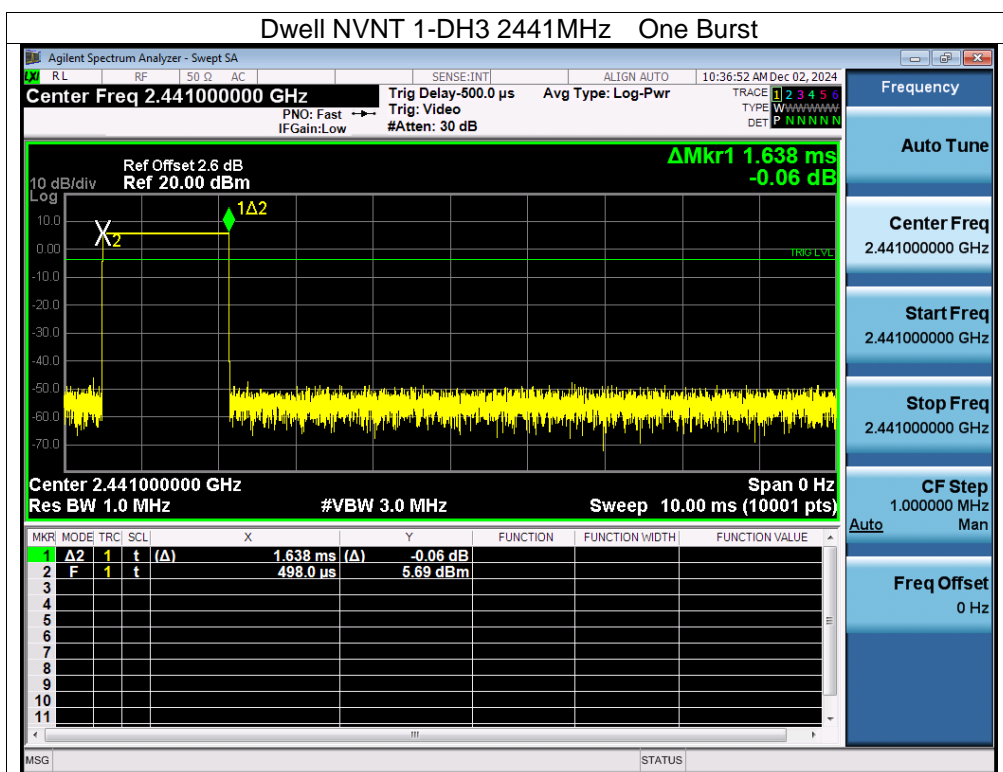 Dwell NVNT 1-DH3 2441MHz One Burst
Agilent Spectrum Analyzer - Swept SA
LXI RL RF 50 Ω AC SENSE:INT ALIGN AUTO 10:36:52 AM Dec 02, 2024
Center Freq 2.441000000 GHz Trig Delay-500.0 µs Avg Type: Log-Pwr TRACE 1 2 3 4 5 6
PNO: Fast Trig: Video TYPE WWWWWW
IFGain:Low #Atten: 30 dB DET P N N N N N
Frequency
ΔMkr1 1.638 ms
-0.06 dB
Ref Offset 2.6 dB
10 dB/div Ref 20.00 dBm
Log
10.0
0.00
-10.0
-20.0
-30.0
-40.0
-50.0
-60.0
-70.0
1Δ2
2
TRIG LVL
Center 2.441000000 GHz Span 0 Hz
Res BW 1.0 MHz #VBW 3.0 MHz Sweep 10.00 ms (10001 pts)
MKR MODE TRC SCL X Y FUNCTION FUNCTION WIDTH FUNCTION VALUE
1 Δ2 1 t (Δ) 1.638 ms (Δ) -0.06 dB
2 F 1 t 498.0 µs 5.69 dBm
3
4
5
6
7
8
9
10
11
MSG STATUS
Auto Tune
Center Freq
2.441000000 GHz
Start Freq
2.441000000 GHz
Stop Freq
2.441000000 GHz
CF Step
1.000000 MHz
Auto Man
Freq Offset
0 Hz